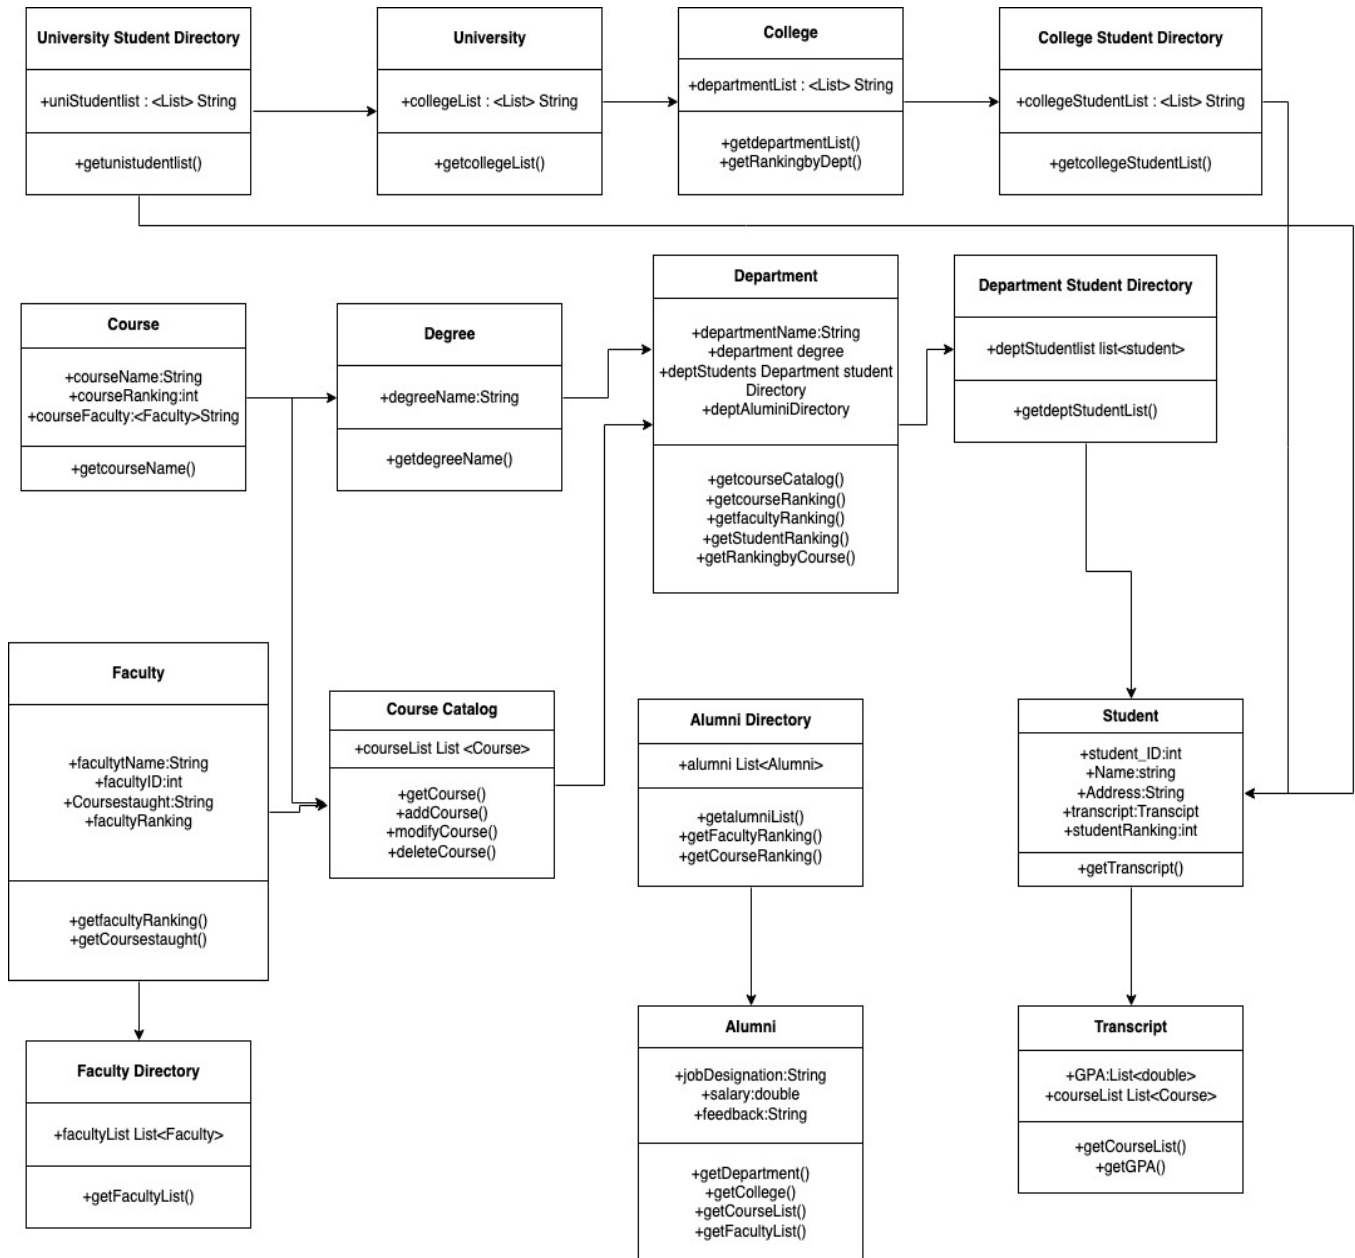 University Student Directory
+uniStudentlist : <List> String
+getunistudentlist()
University
+collegeList : <List> String
+getcollegeList()
College
+departmentList : <List> String
+getdepartmentList()
+getRankingbyDept()
College Student Directory
+collegeStudentList : <List> String
+getcollegeStudentList()
Course
+courseName:String
+courseRanking:int
+courseFaculty:<Faculty>String
+getcourseName()
Degree
+degreeName:String
+getdegreeName()
Department
+departmentName:String
+department degree
+deptStudents Department student
Directory
+deptAluminiDirectory
+getcourseCatalog()
+getcourseRanking()
+getfacultyRanking()
+getStudentRanking()
+getRankingbyCourse()
Department Student Directory
+deptStudentlist list<student>
+getdeptStudentList()
Faculty
+facultytName:String
+facultyID:int
+Coursestaught:String
+facultyRanking
+getfacultyRanking()
+getCoursestaught()
Course Catalog
+courseList List <Course>
+getCourse()
+addCourse()
+modifyCourse()
+deleteCourse()
Alumni Directory
+alumni List<Alumni>
+getalumniList()
+getFacultyRanking()
+getCourseRanking()
Student
+student_ID:int
+Name:string
+Address:String
+transcript:Transcipt
+studentRanking:int
+getTranscript()
Faculty Directory
+facultyList List<Faculty>
+getFacultyList()
Alumni
+jobDesignation:String
+salary:double
+feedback:String
+getDepartment()
+getCollege()
+getCourseList()
+getFacultyList()
Transcript
+GPA:List<double>
+courseList List<Course>
+getCourseList()
+getGPA()